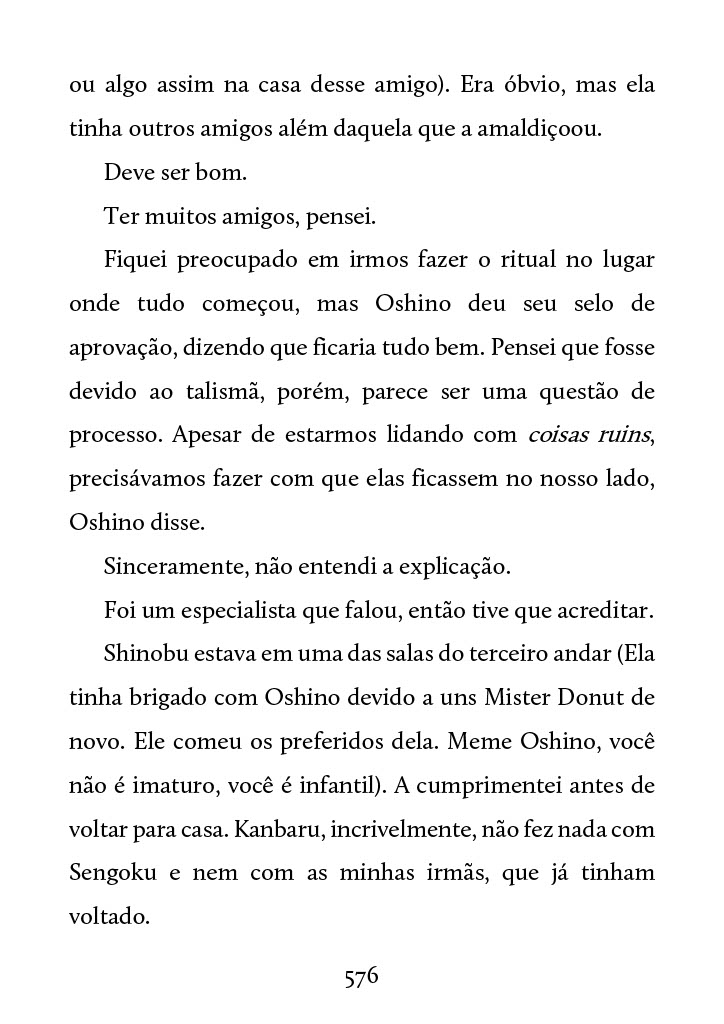 ou algo assim na casa desse amigo). Era óbvio, mas ela
tinha outros amigos além daquela que a amaldiçoou.
Deve ser bom.
Ter muitos amigos, pensei.
Fiquei preocupado em irmos fazer o ritual no lugar
onde tudo começou, mas Oshino deu seu selo de
aprovação, dizendo que ficaria tudo bem. Pensei que fosse
devido ao talismã, porém, parece ser uma questão de
processo. Apesar de estarmos lidando com coisas ruins,
precisávamos fazer com que elas ficassem no nosso lado,
Oshino disse.
Sinceramente, não entendi a explicação.
Foi um especialista que falou, então tive que acreditar.
Shinobu estava em uma das salas do terceiro andar (Ela
tinha brigado com Oshino devido a uns Mister Donut de
novo. Ele comeu os preferidos dela. Meme Oshino, você
não é imaturo, você é infantil). A cumprimentei antes de
voltar para casa. Kanbaru, incrivelmente, não fez nada com
Sengoku e nem com as minhas irmãs, que já tinham
voltado.
576